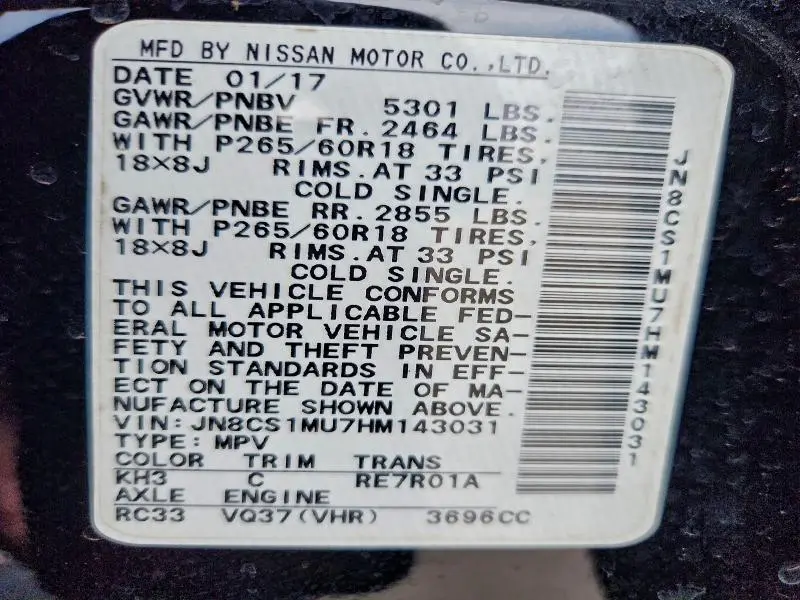 MFD BY NISSAN MOTOR CO.,LTD.
DATE 01/17
GVWR/PNBV 5301 LBS.
GAWR/PNBE FR. 2464 LBS.
WITH P265/60R18 TIRES,
18×8J RIMS. AT 33 PSI
COLD SINGLE.
GAWR/PNBE RR. 2855 LBS.
WITH P265/60R18 TIRES,
18×8J RIMS. AT 33 PSI
COLD SINGLE.
THIS VEHICLE CONFORMS
TO ALL APPLICABLE FED-
ERAL MOTOR VEHICLE SA-
FETY AND THEFT PREVEN-
TION STANDARDS IN EFF-
ECT ON THE DATE OF MA-
NUFACTURE SHOWN ABOVE.
VIN: JN8CS1MU7HM143031
TYPE: MPV
COLOR TRIM TRANS
KH3 C RE7R01A
AXLE ENGINE
RC33 VQ37(VHR) 3696CC
JN8CS1MU7HM143031